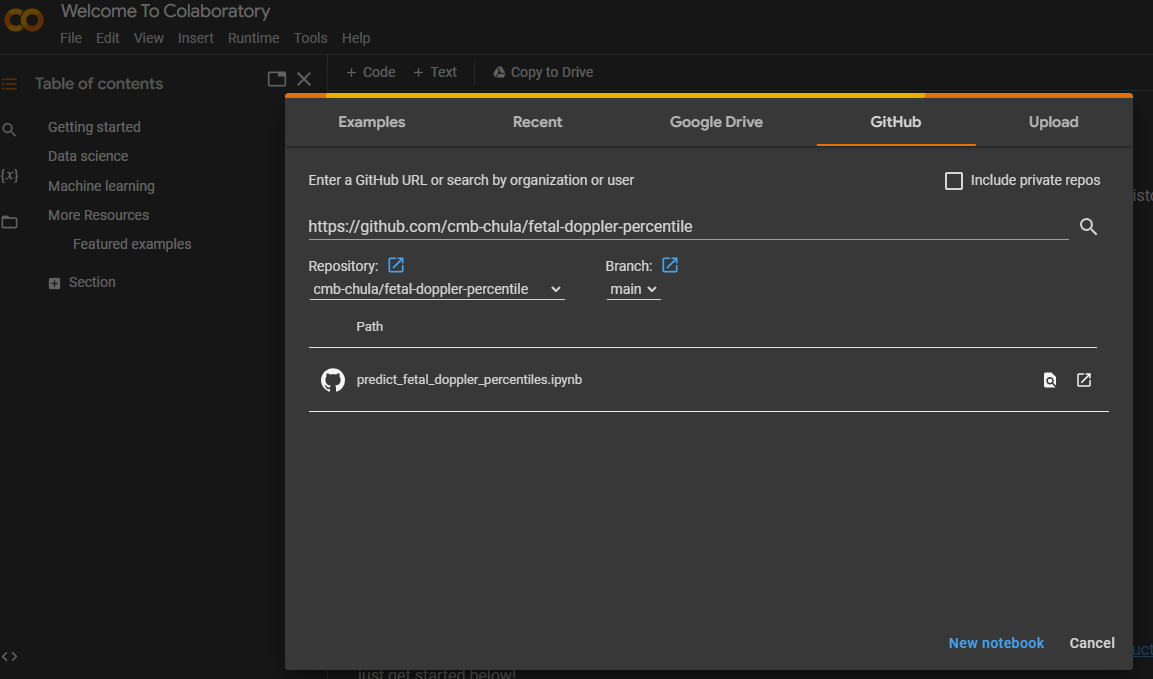 Welcome To Colaboratory
File Edit View Insert Runtime Tools Help
Table of contents
+ Code + Text Copy to Drive
Getting started
Data science
Machine learning
More Resources
Featured examples
Section
{x}
Examples Recent Google Drive GitHub Upload
Enter a GitHub URL or search by organization or user
Include private repos
https://github.com/cmb-chula/fetal-doppler-percentile
Repository: Branch:
cmb-chula/fetal-doppler-percentile main
Path
predict_fetal_doppler_percentiles.ipynb
New notebook Cancel
just get started below!